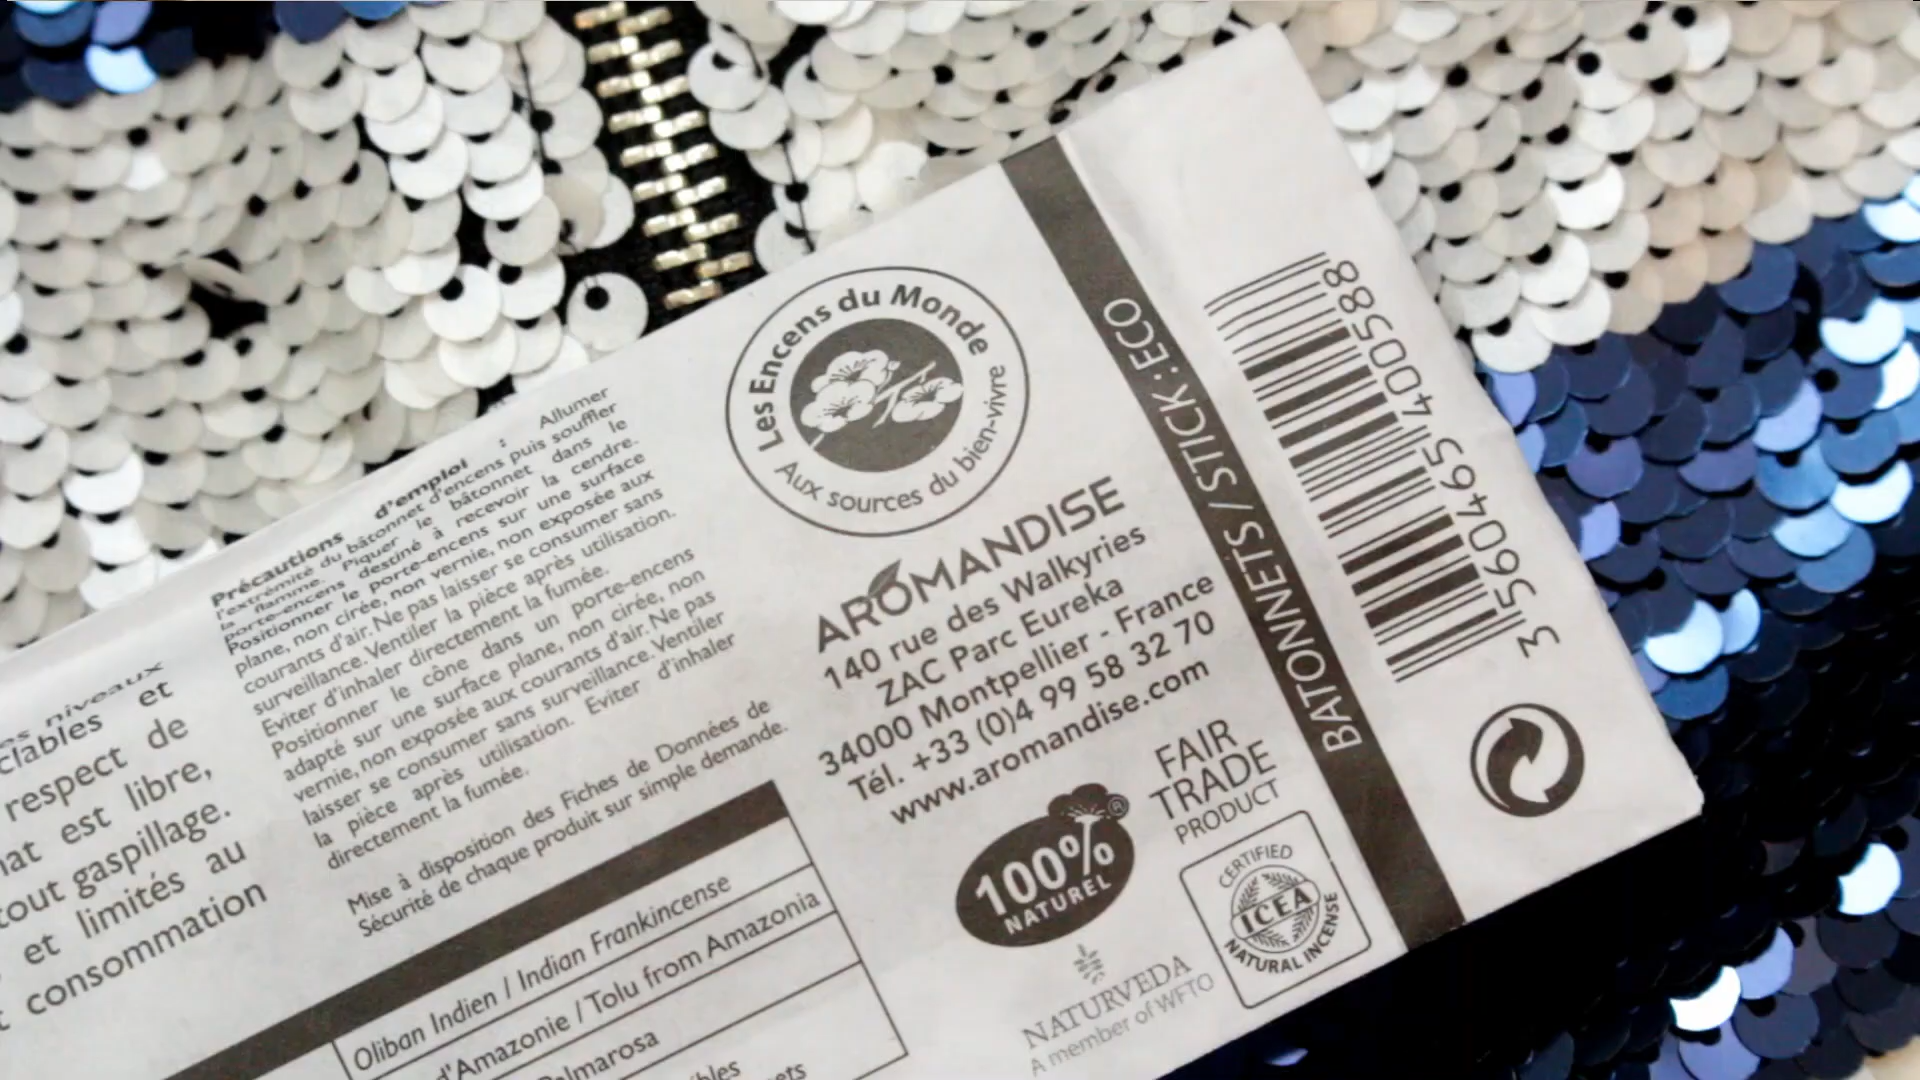 es niveaux
clables et
respect de
est libre,
tout gaspillage.
et limités au
consommation
Précautions d'emploi : Allumer
l'extrémité du bâtonnet d'encens puis souffler
la flamme. Piquer le bâtonnet dans le
porte-encens destiné à recevoir la cendre.
Positionner le porte-encens sur une surface
plane, non cirée, non vernie, non exposée aux
courants d'air. Ne pas laisser se consumer sans
surveillance. Ventiler la pièce après utilisation.
Eviter d'inhaler directement la fumée.
Positionner le cône dans un porte-encens
adapté sur une surface plane, non cirée, non
vernie, non exposée aux courants d'air. Ne pas
laisser se consumer sans surveillance. Ventiler
la pièce après utilisation. Eviter d'inhaler
directement la fumée.
Mise à disposition des Fiches de Données de
Sécurité de chaque produit sur simple demande.
Oliban Indien / Indian Frankincense
d'Amazonie / Tolu from Amazonia
almarosa
Les Encens du Monde
Aux sources du bien-vivre
ARÔMANDISE
140 rue des Walkyries
ZAC Parc Eureka
34000 Montpellier - France
Tél. +33 (0)4 99 58 32 70
www.aromandise.com
100%
NATUREL
®
FAIR
TRADE
PRODUCT
CERTIFIED
ICEA
NATURAL INCENSE
NATURVEDA
A member of WFTO
BATONNETS / STICK : ECO
3 560465 400588